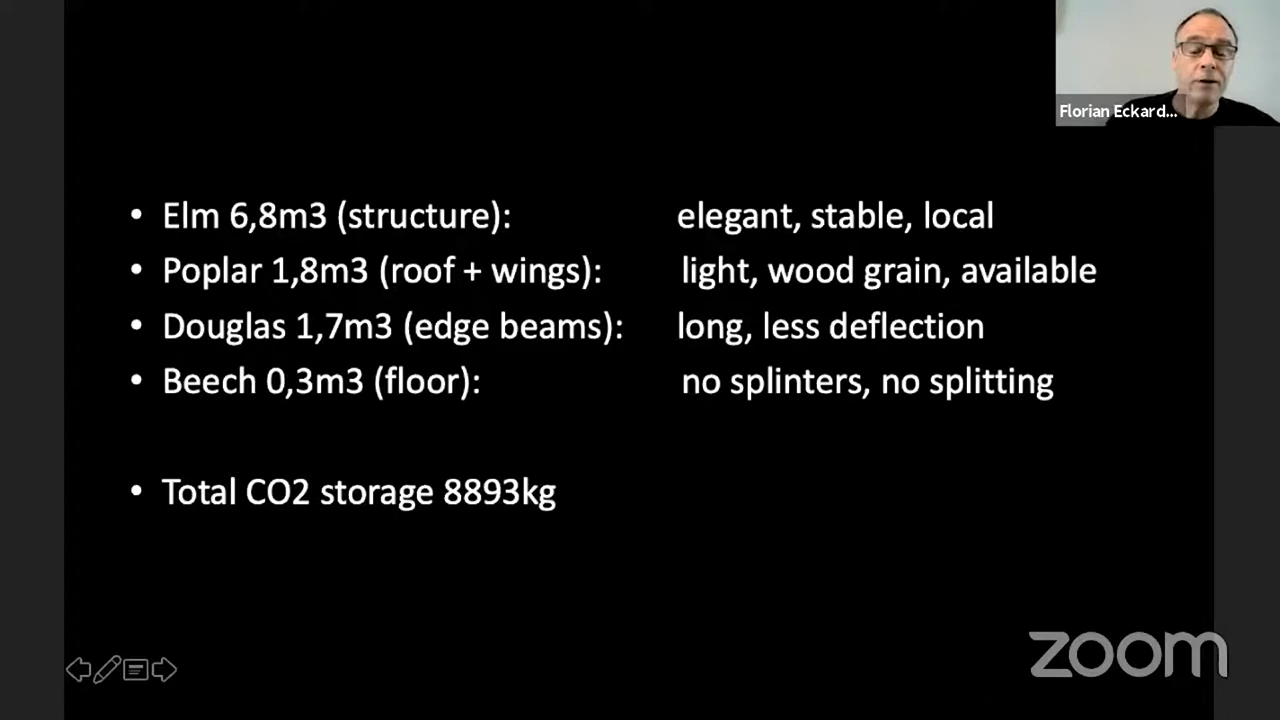 Florian Eckard...
• Elm 6,8m3 (structure): elegant, stable, local
• Poplar 1,8m3 (roof + wings): light, wood grain, available
• Douglas 1,7m3 (edge beams): long, less deflection
• Beech 0,3m3 (floor): no splinters, no splitting
• Total CO2 storage 8893kg
zoom